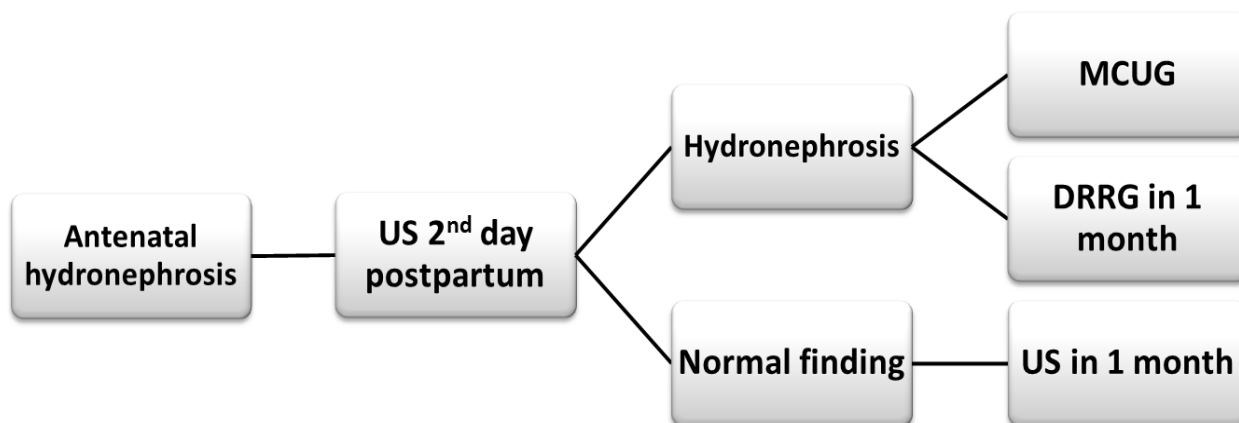 Antenatal
hydronephrosis
US 2nd day
postpartum
Hydronephrosis
Normal finding
MCUG
DRRG in 1
month
US in 1 month